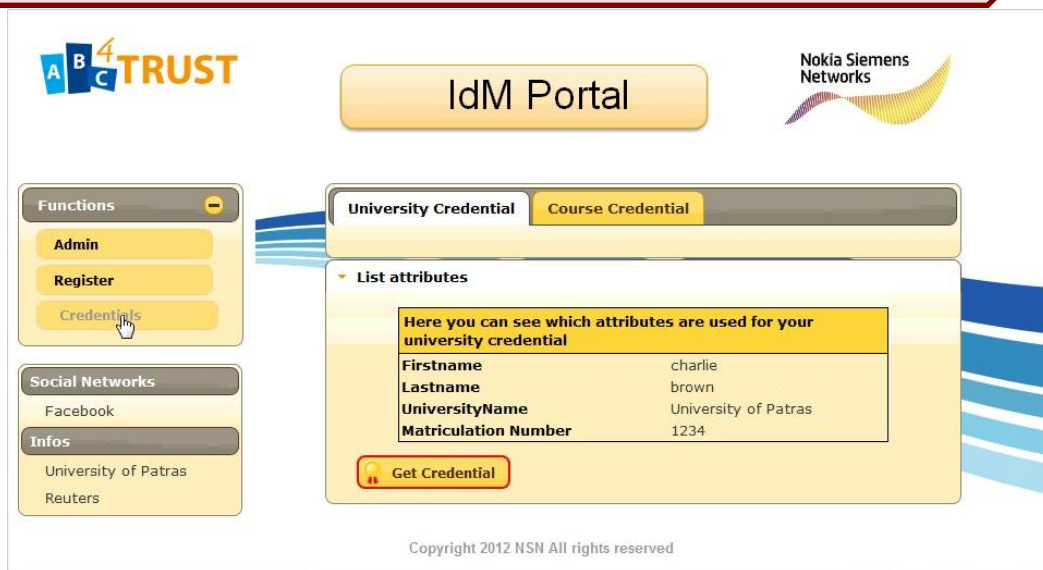 ABC4TRUST
IdM Portal
Nokia Siemens
Networks
Functions
Admin
Register
Credentials
Social Networks
Facebook
Infos
University of Patras
Reuters
University Credential Course Credential
List attributes
Here you can see which attributes are used for your
university credential
Firstname charlie
Lastname brown
UniversityName University of Patras
Matriculation Number 1234
Get Credential
Copyright 2012 NSN All rights reserved